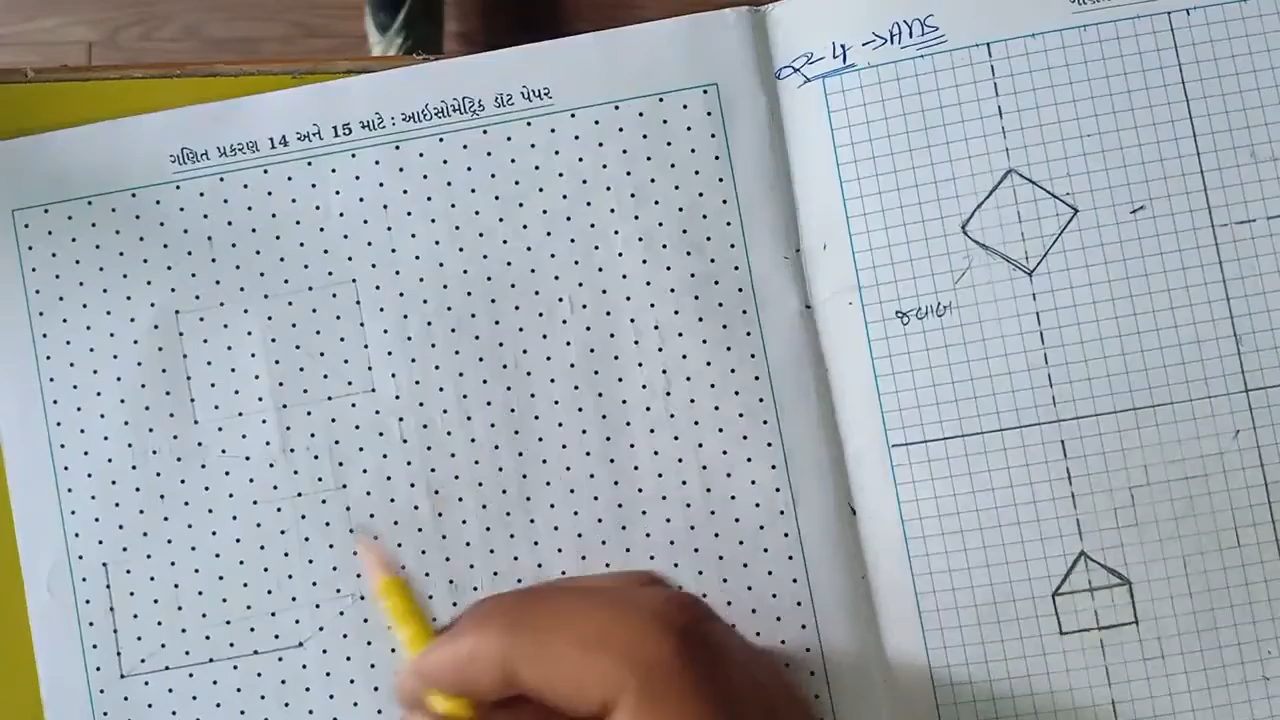 ગણિત પ્રકરણ 14 અને 15 માટે : આઇસોમેટ્રિક ડૉટ પેપર
Q-4 → Ans
જવાબ